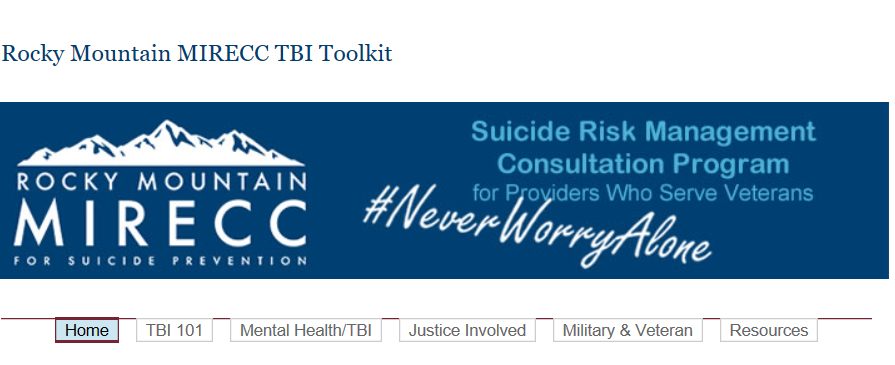 Rocky Mountain MIRECC TBI Toolkit
ROCKY MOUNTAIN
MIRECC
FOR SUICIDE PREVENTION
Suicide Risk Management
Consultation Program
for Providers Who Serve Veterans
#NeverWorryAlone
Home TBI 101 Mental Health/TBI Justice Involved Military & Veteran Resources